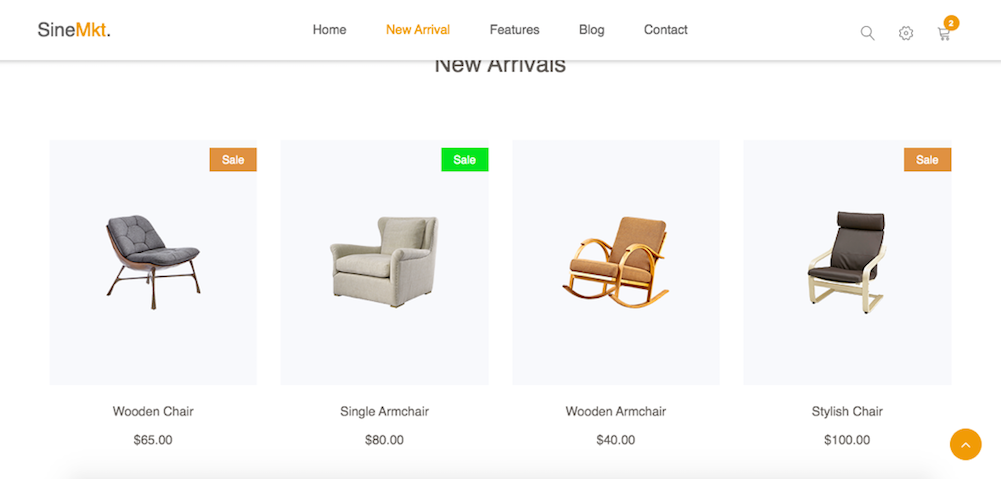 SineMkt.
Home New Arrival Features Blog Contact
2
New Arrivals
Sale Sale Sale
Wooden Chair Single Armchair Wooden Armchair Stylish Chair
$65.00 $80.00 $40.00 $100.00